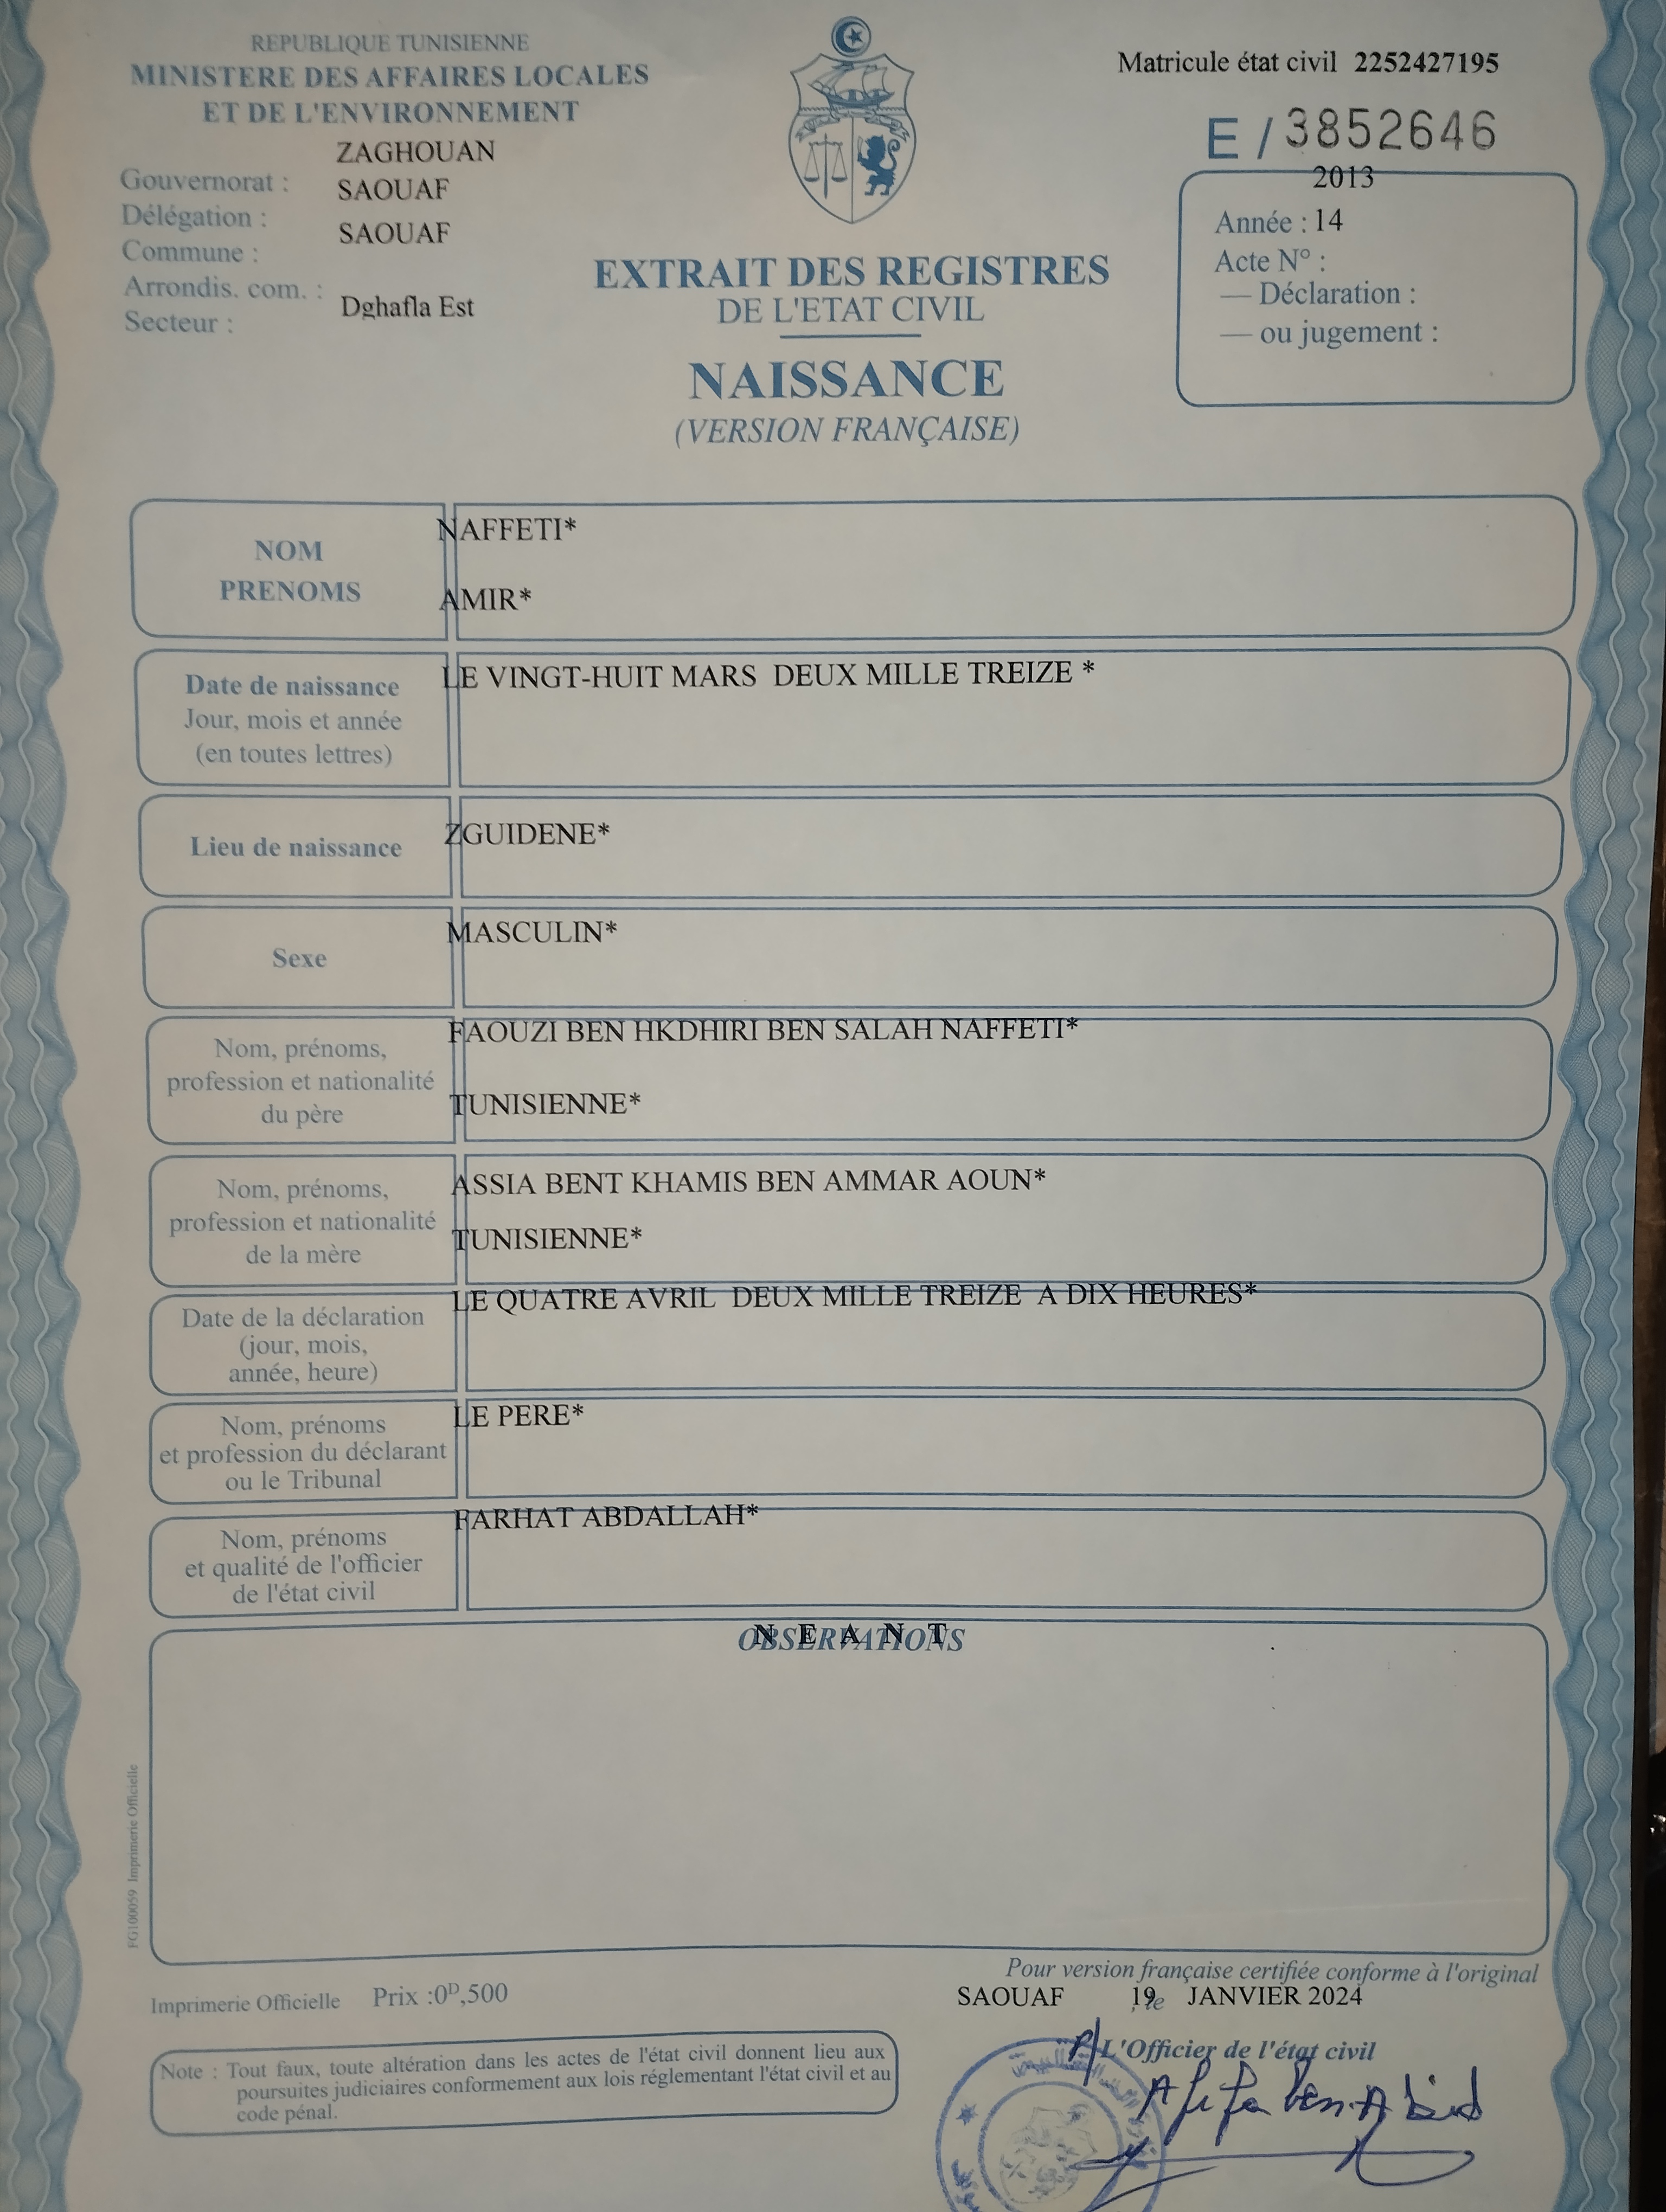 REPUBLIQUE TUNISIENNE
MINISTERE DES AFFAIRES LOCALES
ET DE L'ENVIRONNEMENT
ZAGHOUAN
Gouvernorat :
SAOUAF
Délégation :
SAOUAF
Commune :
Arrondis. com. :
Dghafla Est
Secteur :
Matricule état civil 2252427195
E / 3852646
2013
Année : 14
Acte N° :
— Déclaration :
— ou jugement :
EXTRAIT DES REGISTRES
DE L'ETAT CIVIL
NAISSANCE
(VERSION FRANÇAISE)
NOM
PRENOMS
NAFFETI*
AMIR*
Date de naissance
Jour, mois et année
(en toutes lettres)
LE VINGT-HUIT MARS DEUX MILLE TREIZE *
Lieu de naissance
ZGUIDENE*
Sexe
MASCULIN*
Nom, prénoms,
profession et nationalité
du père
FAOUZI BEN HKDHIRI BEN SALAH NAFFETI*
TUNISIENNE*
Nom, prénoms,
profession et nationalité
de la mère
ASSIA BENT KHAMIS BEN AMMAR AOUN*
TUNISIENNE*
Date de la déclaration
(jour, mois,
année, heure)
LE QUATRE AVRIL DEUX MILLE TREIZE A DIX HEURES*
Nom, prénoms
et profession du déclarant
ou le Tribunal
LE PERE*
Nom, prénoms
et qualité de l'officier
de l'état civil
FARHAT ABDALLAH*
N E A N T
OBSERVATIONS
FG100059 Imprimerie Officielle
Pour version française certifiée conforme à l'original
SAOUAF , le 19 JANVIER 2024
Imprimerie Officielle Prix :0D,500
P/ L'Officier de l'état civil
Afifa ben Abid
Note : Tout faux, toute altération dans les actes de l'état civil donnent lieu aux
poursuites judiciaires conformement aux lois réglementant l'état civil et au
code pénal.